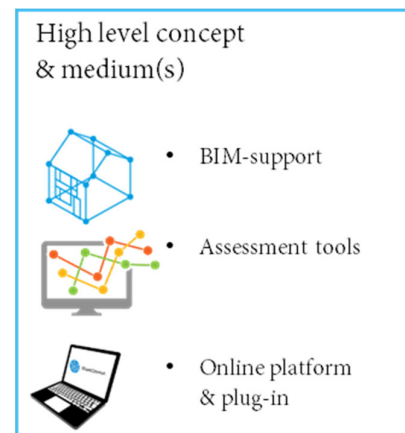 High level concept
& medium(s)
• BIM-support
• Assessment tools
• Online platform
& plug-in